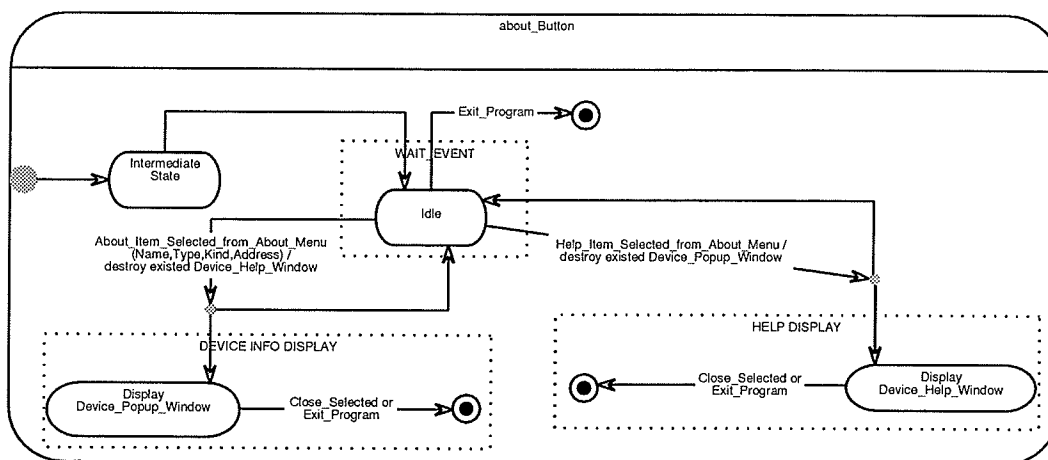 about_Button
Exit_Program
WAIT_EVENT
Intermediate
State
Idle
About_Item_Selected_from_About_Menu
(Name,Type,Kind,Address) /
destroy existed Device_Help_Window
Help_Item_Selected_from_About_Menu /
destroy existed Device_Popup_Window
DEVICE INFO DISPLAY
HELP DISPLAY
Display
Device_Popup_Window
Close_Selected or
Exit_Program
Close_Selected or
Exit_Program
Display
Device_Help_Window